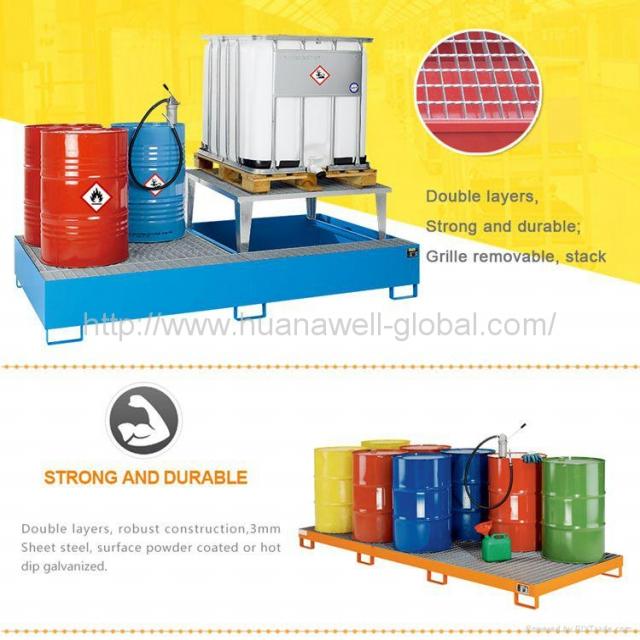 Double layers,
Strong and durable;
Grille removable, stack
http://www.huanawell-global.com/
STRONG AND DURABLE
Double layers, robust construction,3mm
Sheet steel, surface powder coated or hot
dip galvanized.